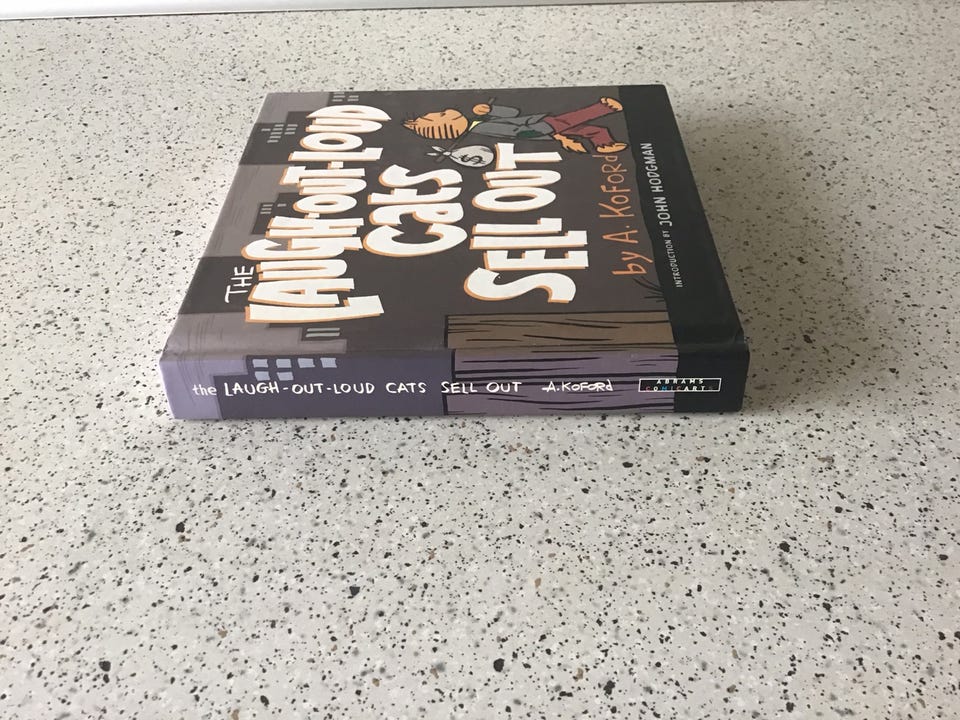 THE
LAUGH-OUT-LOUD
CATS
SELL OUT
by A. KOFORD
INTRODUCTION BY JOHN HODGMAN
$
the LAUGH-OUT-LOUD CATS SELL OUT A. KOFORD
ABRAMS
COMICARTS